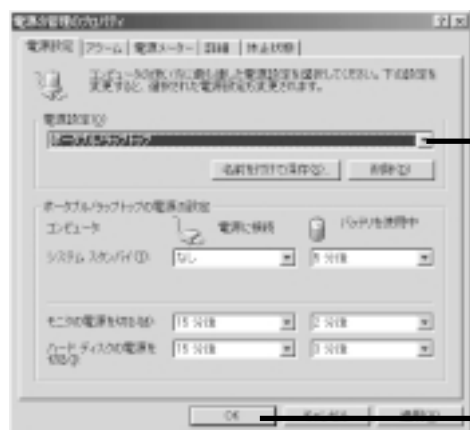 電源の管理のプロパティ
電源設定 アラーム 電源メーター 詳細 休止状態
コンピュータの使い方に最も適した電源設定を選択してください。下の設定を
変更すると、選択された電源設定も変更されます。
電源設定(C)
ポータブル/ラップトップ
名前を付けて保存(S)... 削除(D)
ポータブル/ラップトップの電源の設定
コンピュータ 電源に接続 バッテリを使用中
システム スタンバイ(T): なし 5 分後
モニタの電源を切る(M): 15 分後 2 分後
ハード ディスクの電源を 15 分後 3 分後
切る(I):
OK キャンセル 適用(A)